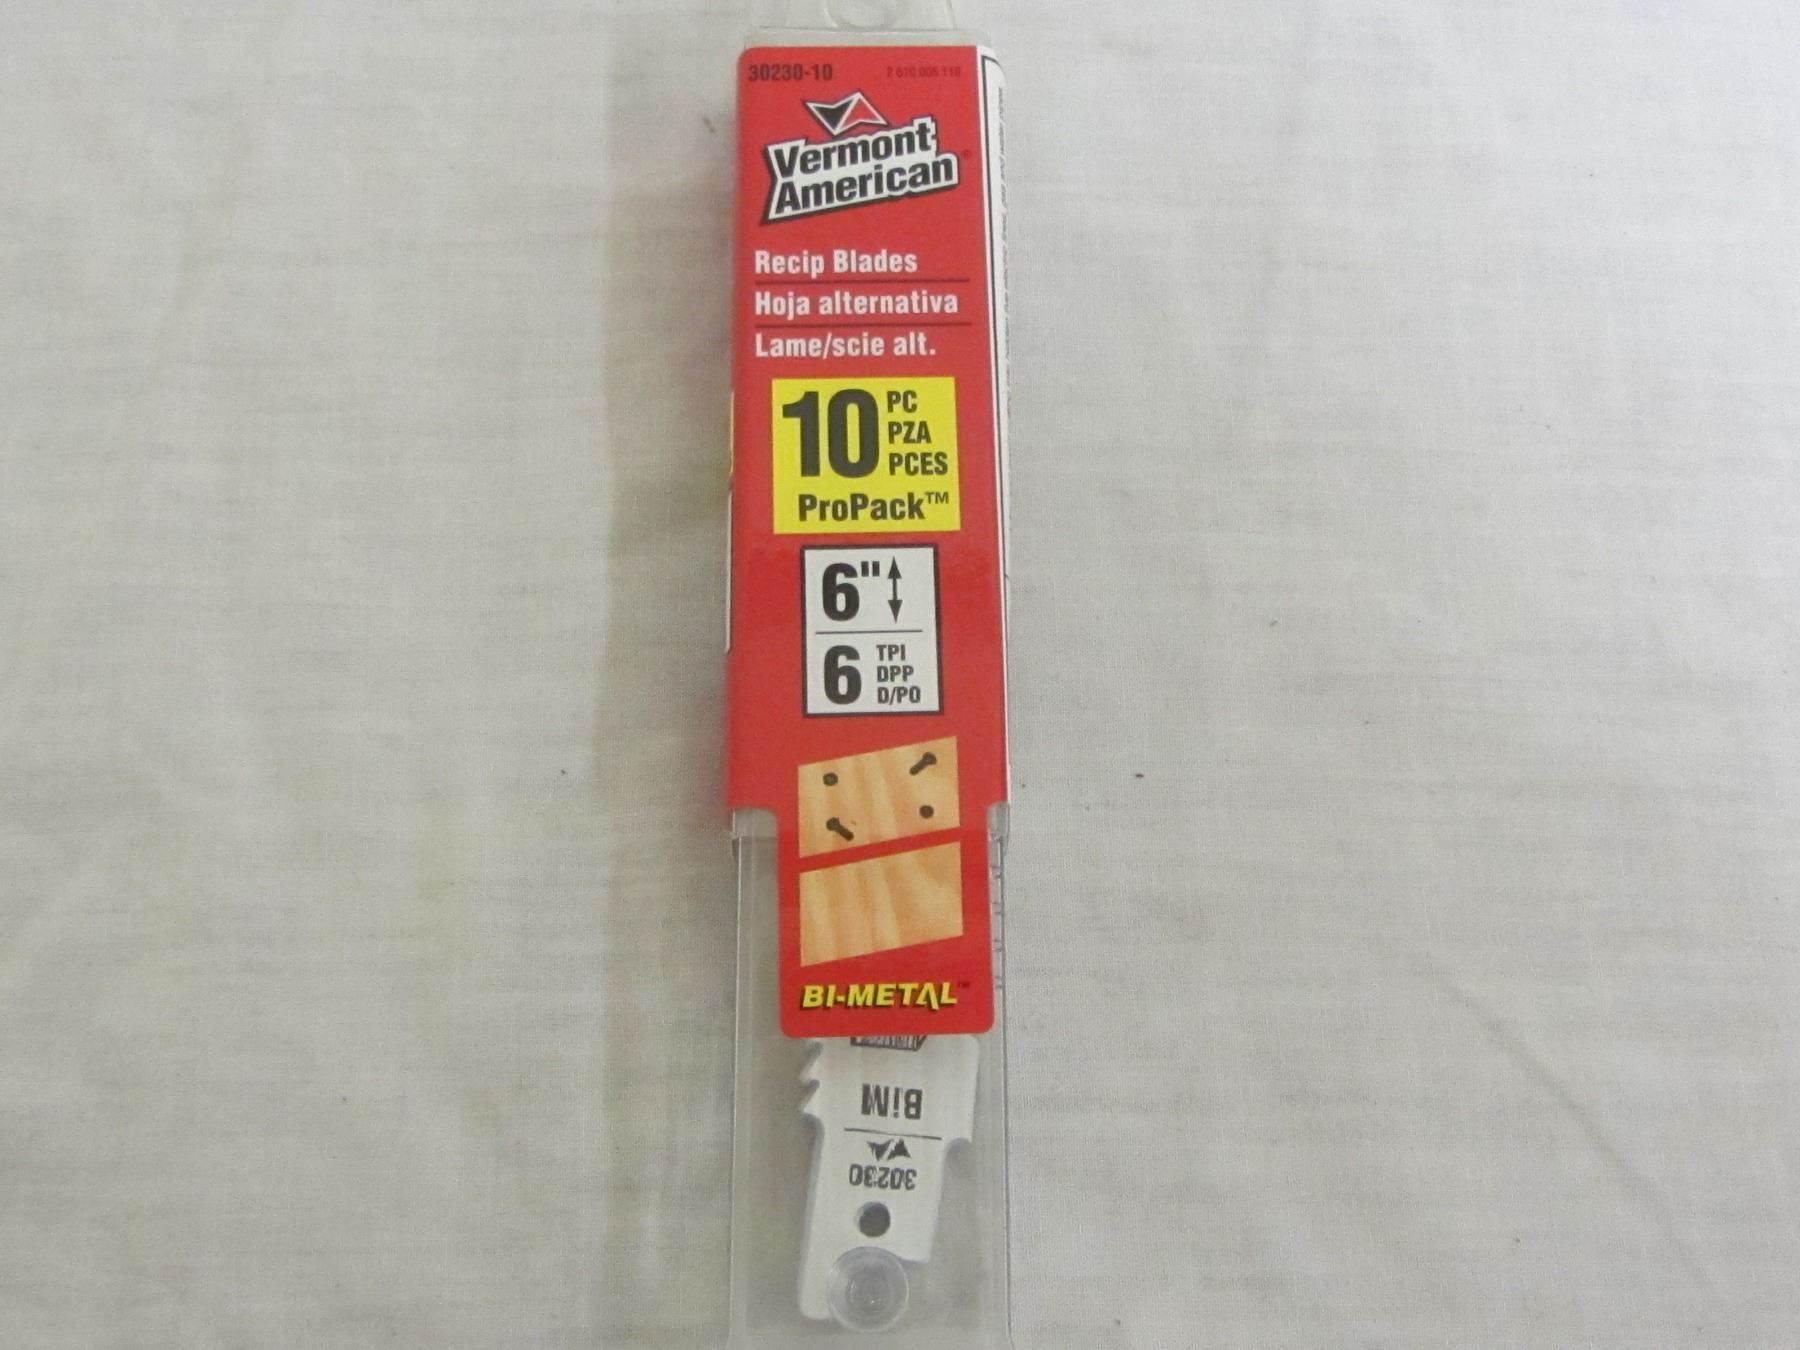 30230-10
2 610 005 118
Vermont
American
Recip Blades
Hoja alternativa
Lame/scie alt.
10 PC
PZA
PCES
ProPack™
6"
6 TPI
DPP
D/PO
BI-METAL™
BiM
30230